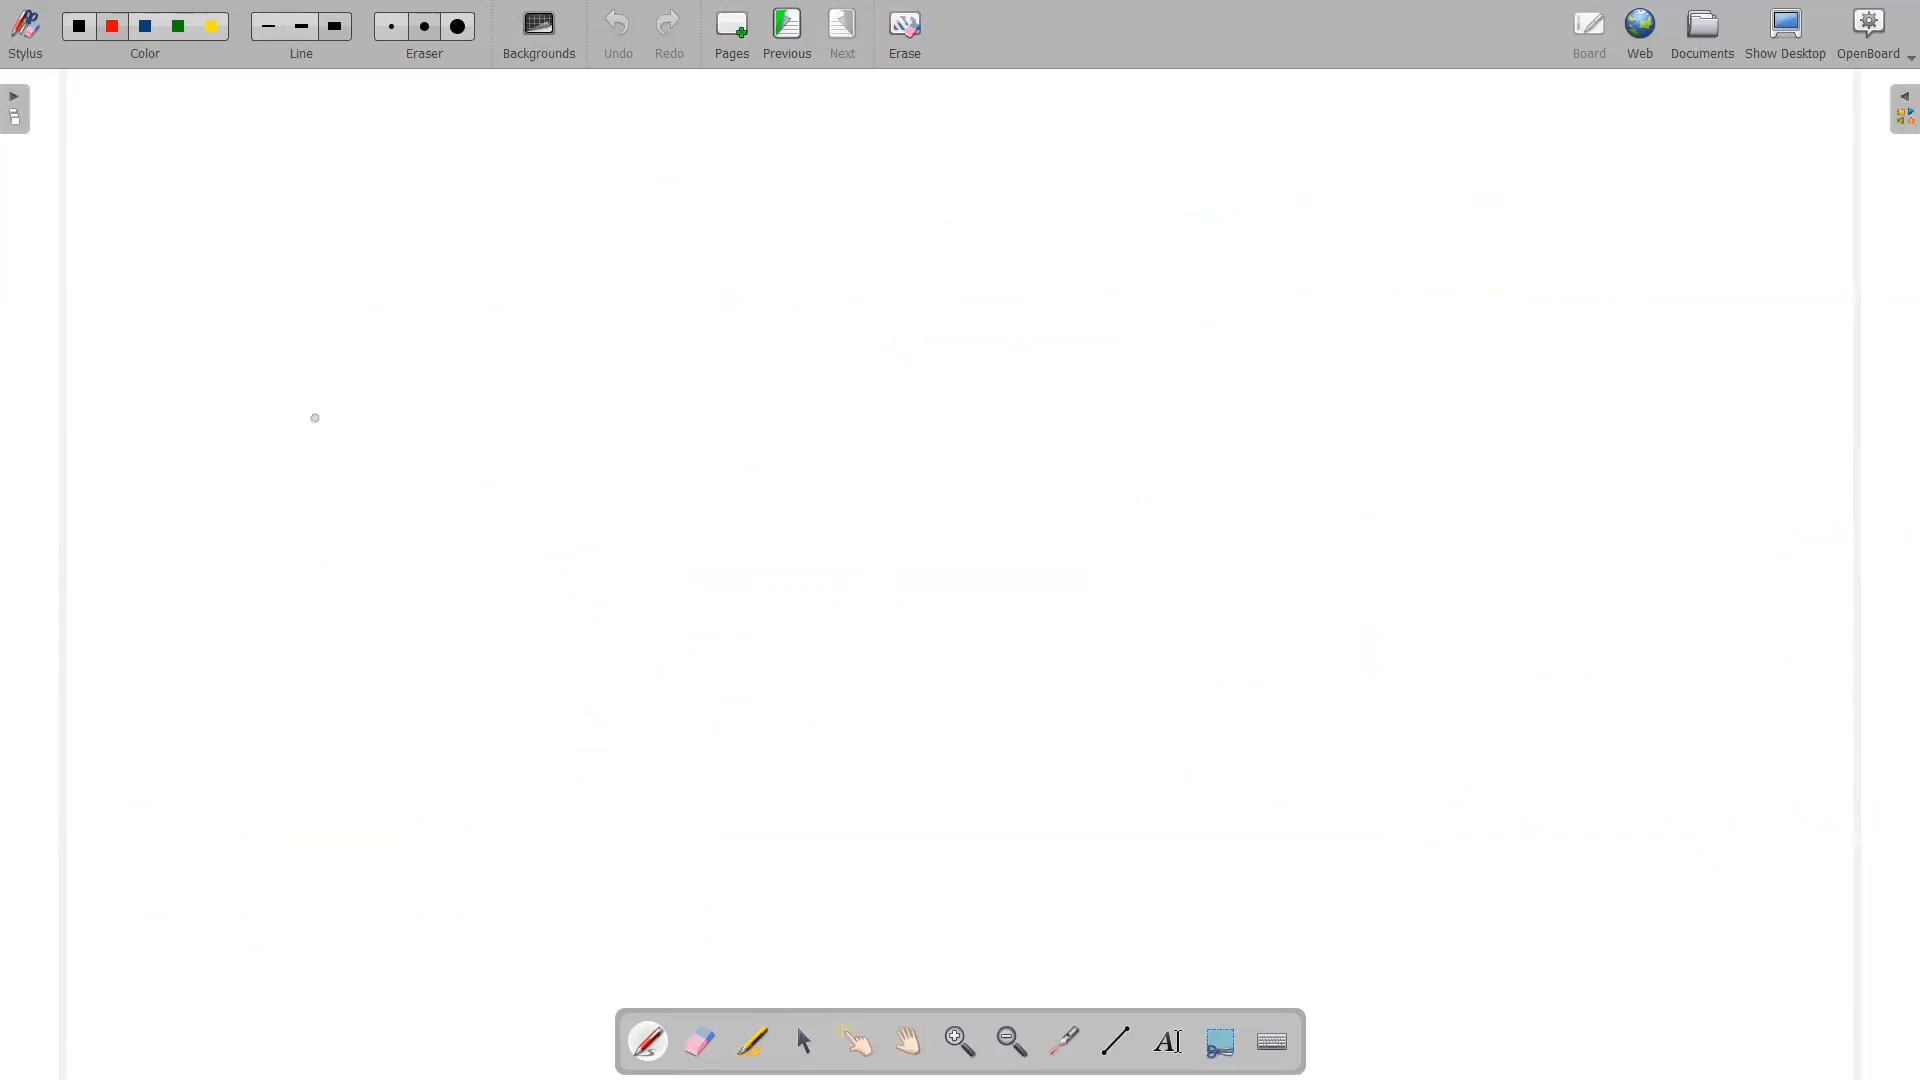 Stylus
Color
Line
Eraser
Backgrounds
Undo
Redo
Pages
Previous
Next
Erase
Board
Web
Documents
Show Desktop
OpenBoard